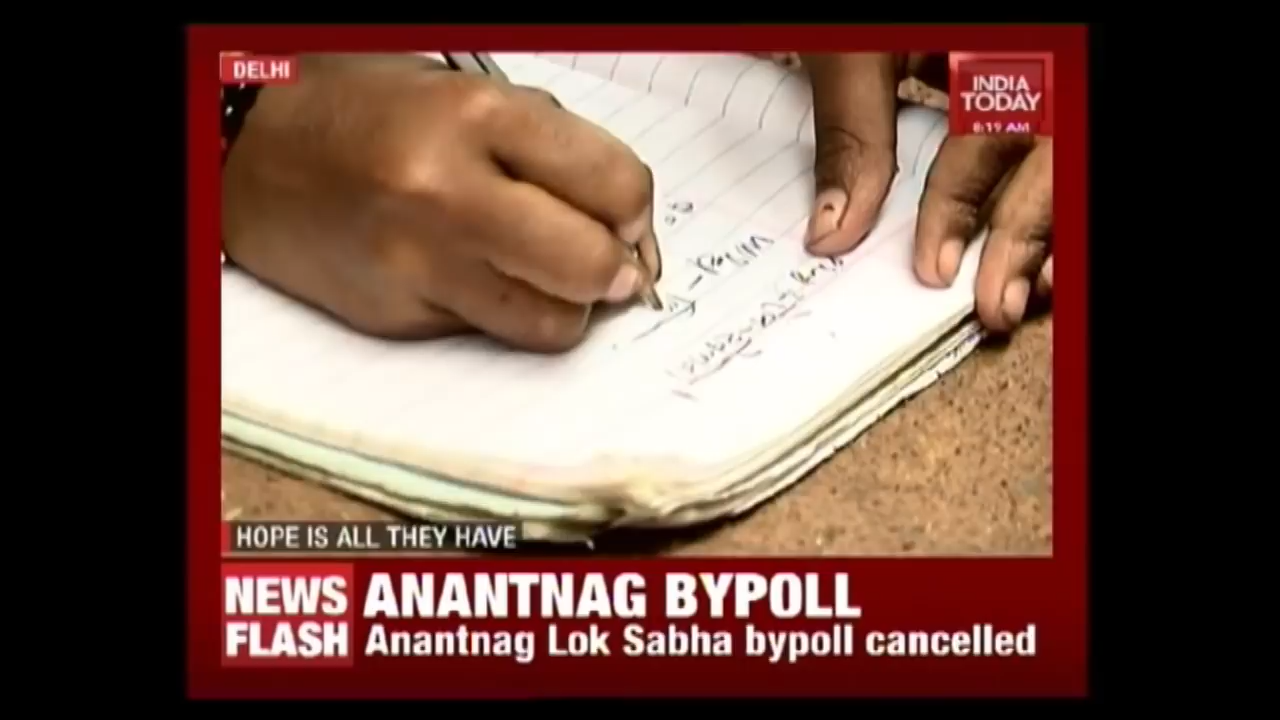 DELHI
INDIA
TODAY
8:19 AM
HOPE IS ALL THEY HAVE
NEWS
FLASH
ANANTNAG BYPOLL
Anantnag Lok Sabha bypoll cancelled